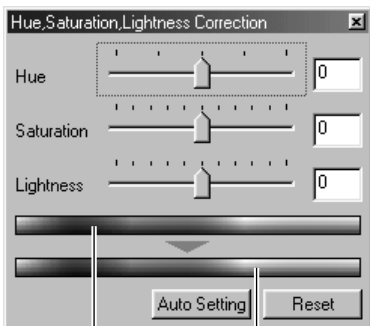 Hue,Saturation,Lightness Correction
Hue
0
Saturation
0
Lightness
0
Auto Setting
Reset